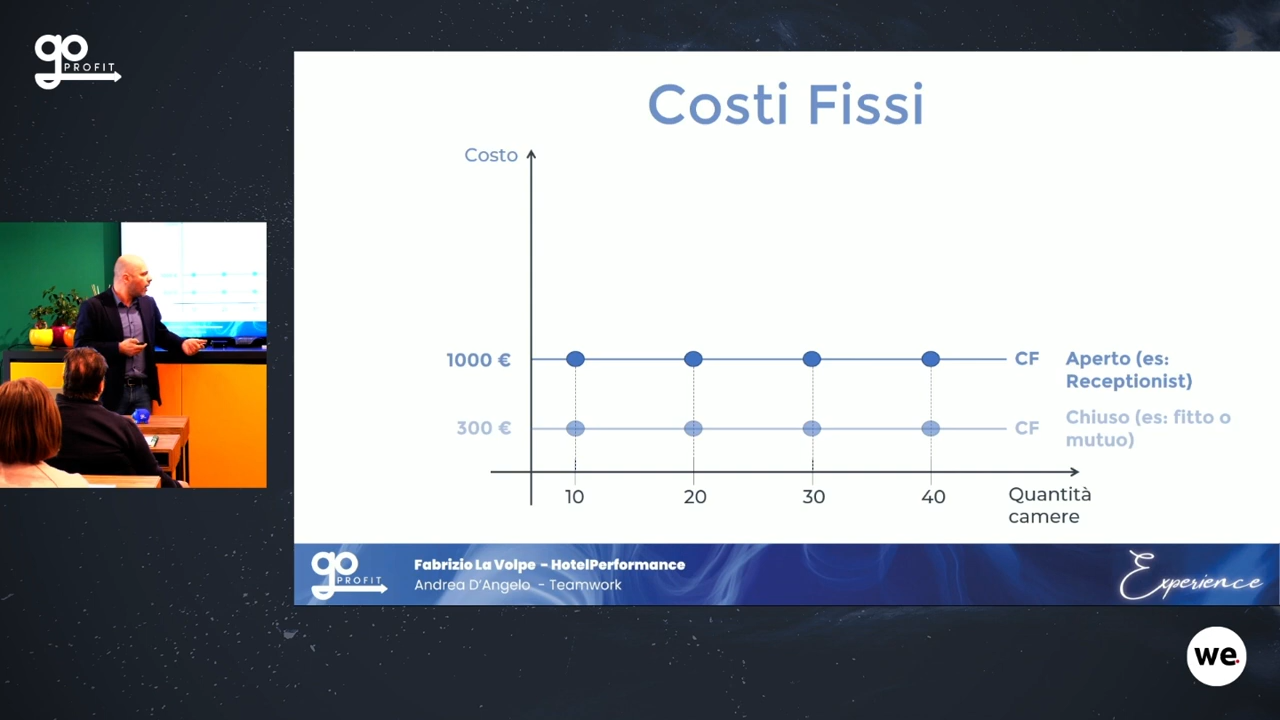 go
PROFIT
Costi Fissi
Costo
1000 €
CF
Aperto (es:
Receptionist)
300 €
CF
Chiuso (es: fitto o
mutuo)
10
20
30
40
Quantità
camere
go
PROFIT
Fabrizio La Volpe - HotelPerformance
Andrea D'Angelo - Teamwork
Experience
we.